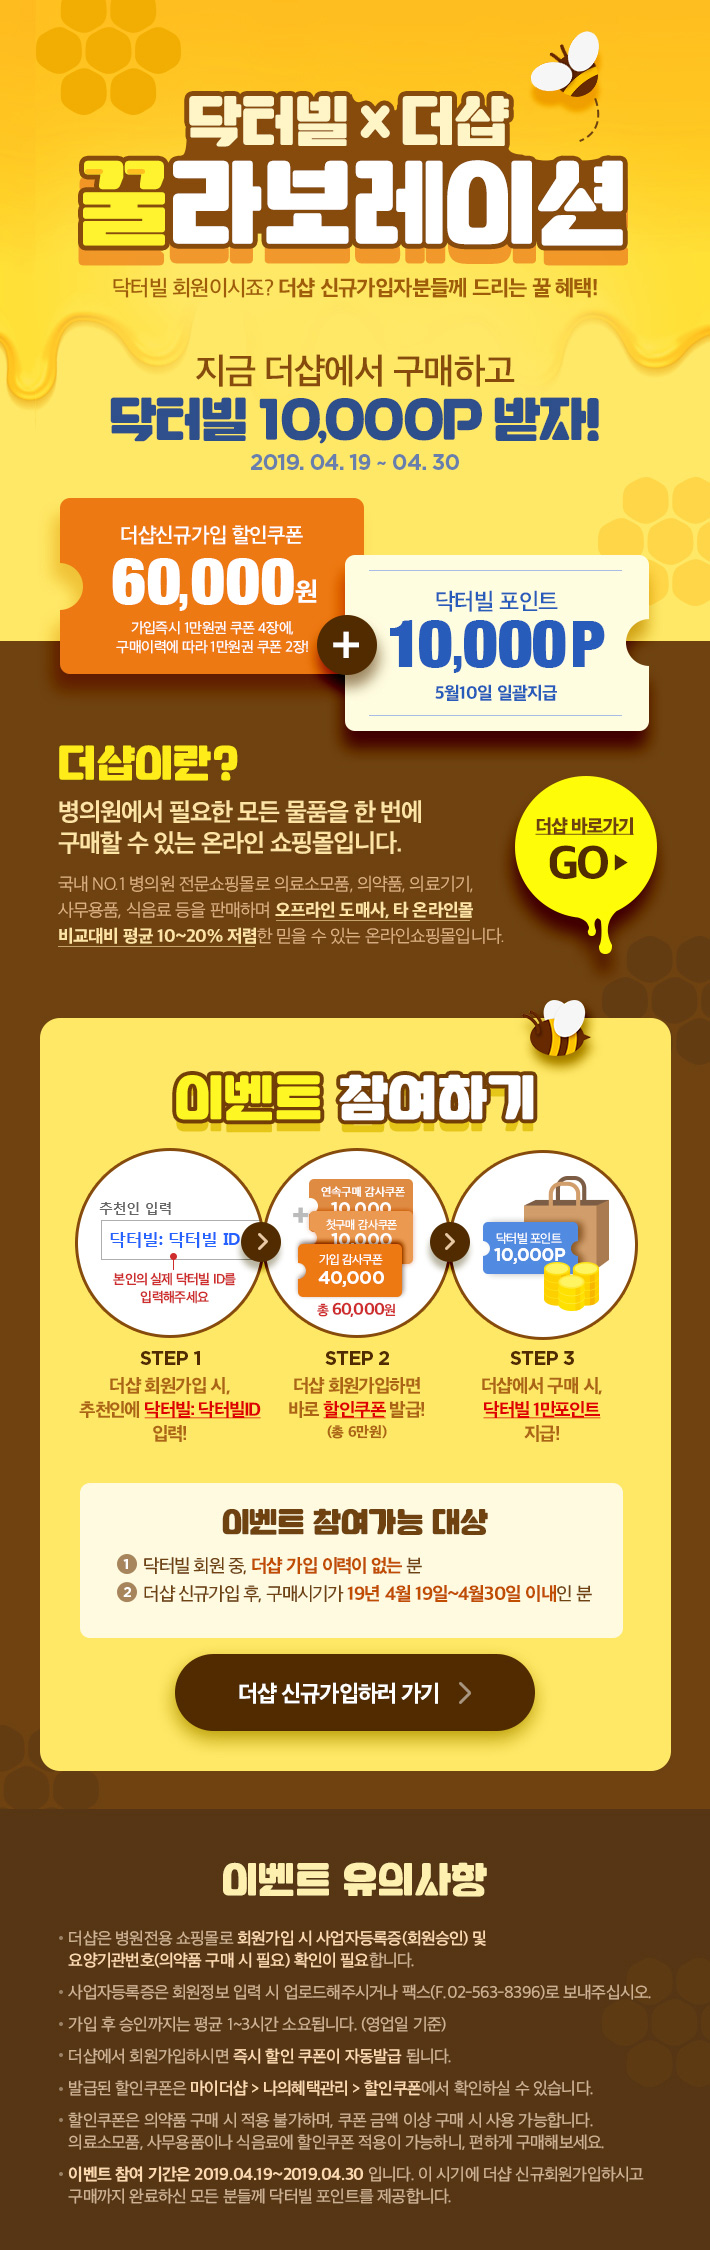 닥터빌 x 더샵
꿀라보레이션
닥터빌 회원이시죠? 더샵 신규가입자분들께 드리는 꿀 혜택!
지금 더샵에서 구매하고
닥터빌 10,000P 받자!
2019. 04. 19 ~ 04. 30
더샵신규가입 할인쿠폰
60,000원
가입즉시 1만원권 쿠폰 4장에,
구매이력에 따라 1만원권 쿠폰 2장!
+
닥터빌 포인트
10,000P
5월10일 일괄지급
더샵이란?
병의원에서 필요한 모든 물품을 한 번에
구매할 수 있는 온라인 쇼핑몰입니다.
국내 NO.1 병의원 전문쇼핑몰로 의료소모품, 의약품, 의료기기,
사무용품, 식음료 등을 판매하며 오프라인 도매사, 타 온라인몰
비교대비 평균 10~20% 저렴한 믿을 수 있는 온라인쇼핑몰입니다.
더샵 바로가기
GO
이벤트 참여하기
추천인 입력
닥터빌: 닥터빌 ID
본인의 실제 닥터빌 ID를
입력해주세요
연속구매 감사쿠폰
10,000
+
첫구매 감사쿠폰
10,000
가입 감사쿠폰
40,000
총 60,000원
닥터빌 포인트
10,000P
STEP 1
더샵 회원가입 시,
추천인에 닥터빌: 닥터빌ID
입력!
STEP 2
더샵 회원가입하면
바로 할인쿠폰 발급!
(총 6만원)
STEP 3
더샵에서 구매 시,
닥터빌 1만포인트
지급!
이벤트 참여가능 대상
1 닥터빌 회원 중, 더샵 가입 이력이 없는 분
2 더샵 신규가입 후, 구매시기가 19년 4월 19일~4월30일 이내인 분
더샵 신규가입하러 가기
이벤트 유의사항
• 더샵은 병원전용 쇼핑몰로 회원가입 시 사업자등록증(회원승인) 및
요양기관번호(의약품 구매 시 필요) 확인이 필요합니다.
• 사업자등록증은 회원정보 입력 시 업로드해주시거나 팩스(F.02-563-8396)로 보내주십시오.
• 가입 후 승인까지는 평균 1~3시간 소요됩니다. (영업일 기준)
• 더샵에서 회원가입하시면 즉시 할인 쿠폰이 자동발급 됩니다.
• 발급된 할인쿠폰은 마이더샵 > 나의혜택관리 > 할인쿠폰에서 확인하실 수 있습니다.
• 할인쿠폰은 의약품 구매 시 적용 불가하며, 쿠폰 금액 이상 구매 시 사용 가능합니다.
의료소모품, 사무용품이나 식음료에 할인쿠폰 적용이 가능하니, 편하게 구매해보세요.
• 이벤트 참여 기간은 2019.04.19~2019.04.30 입니다. 이 시기에 더샵 신규회원가입하시고
구매까지 완료하신 모든 분들께 닥터빌 포인트를 제공합니다.